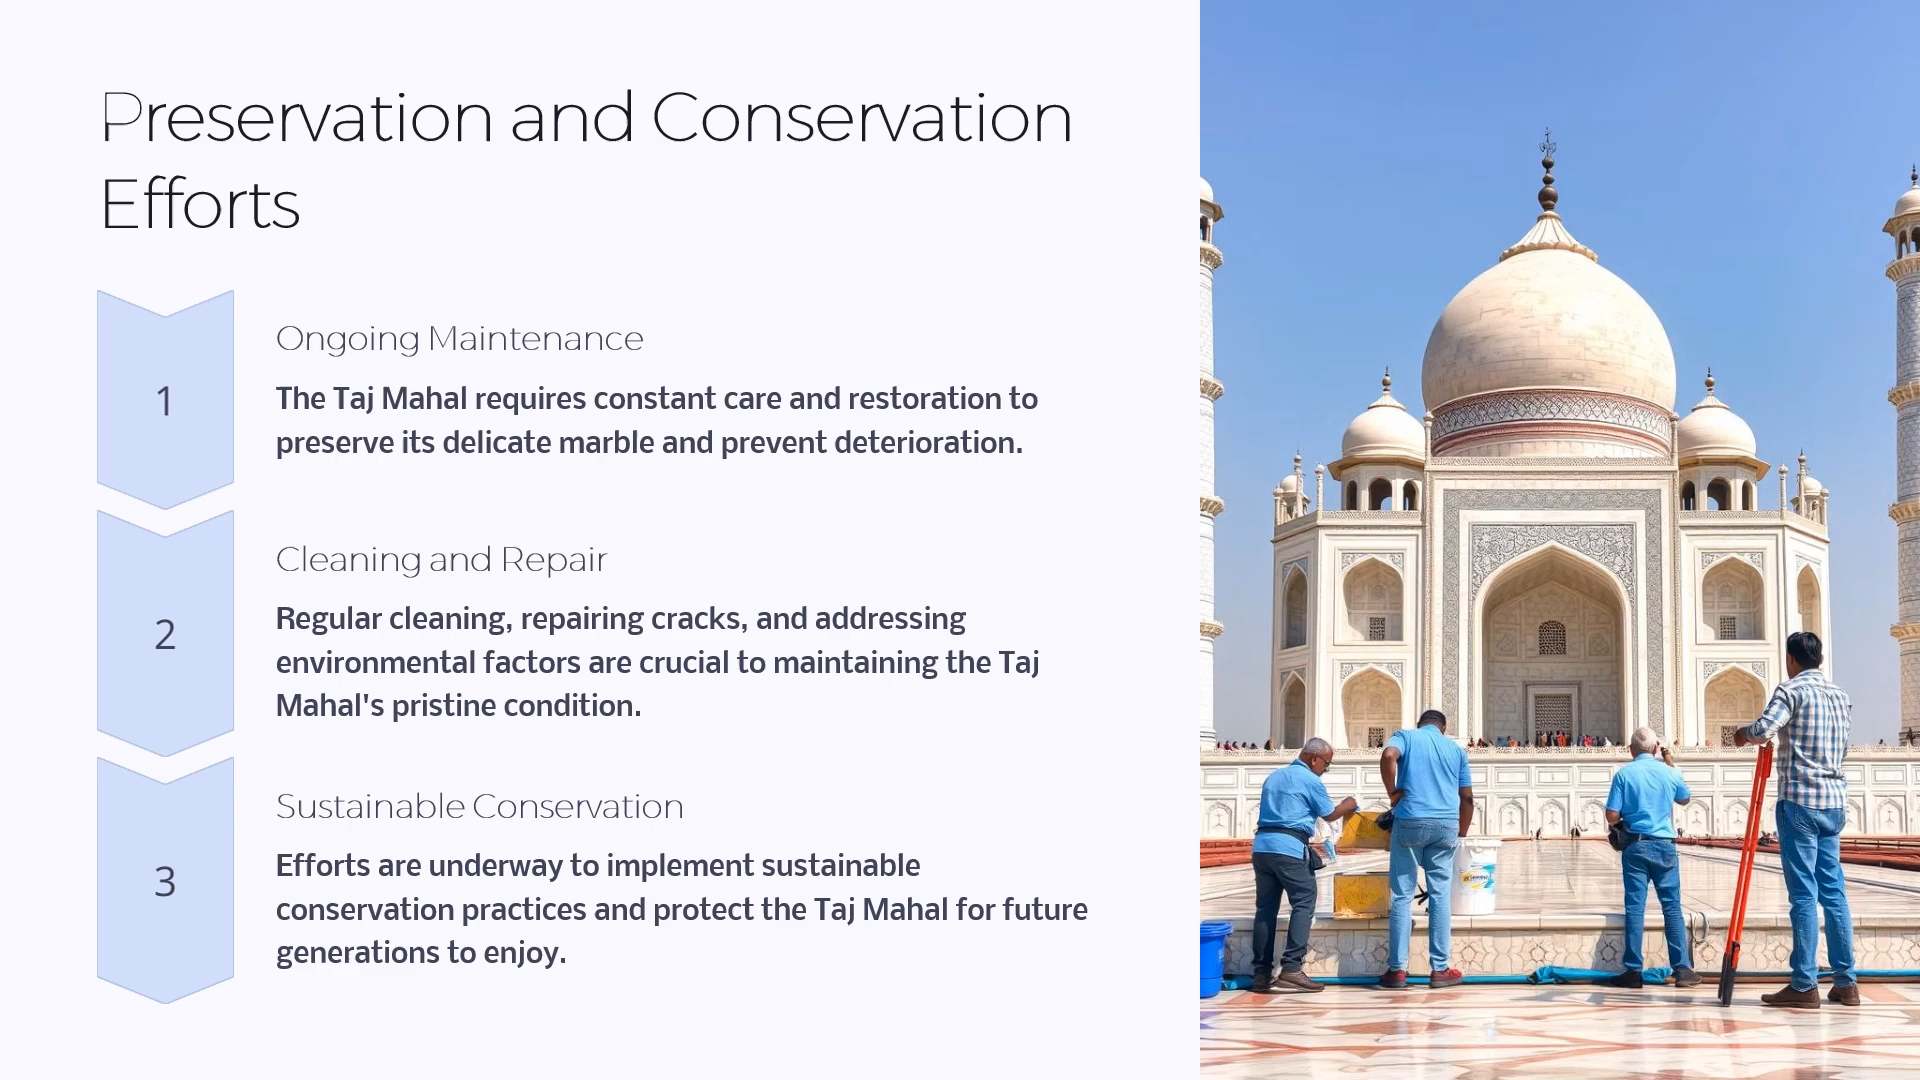 Preservation and Conservation
Efforts
1
Ongoing Maintenance
The Taj Mahal requires constant care and restoration to
preserve its delicate marble and prevent deterioration.
2
Cleaning and Repair
Regular cleaning, repairing cracks, and addressing
environmental factors are crucial to maintaining the Taj
Mahal's pristine condition.
3
Sustainable Conservation
Efforts are underway to implement sustainable
conservation practices and protect the Taj Mahal for future
generations to enjoy.